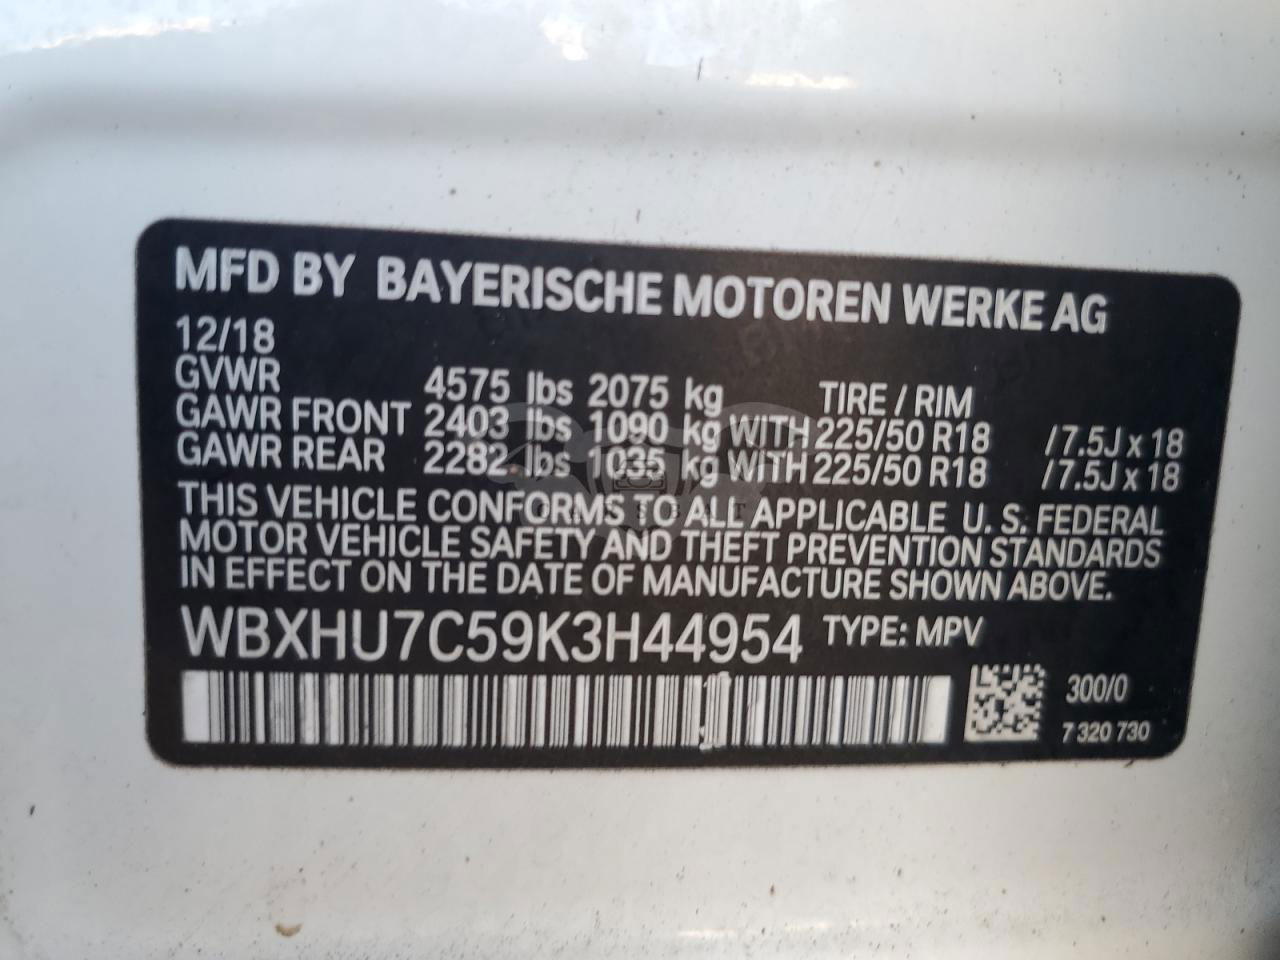 MFD BY BAYERISCHE MOTOREN WERKE AG
12/18
GVWR 4575 lbs 2075 kg TIRE / RIM
GAWR FRONT 2403 lbs 1090 kg WITH 225/50 R18 /7.5J x 18
GAWR REAR 2282 lbs 1035 kg WITH 225/50 R18 /7.5J x 18
THIS VEHICLE CONFORMS TO ALL APPLICABLE U. S. FEDERAL
MOTOR VEHICLE SAFETY AND THEFT PREVENTION STANDARDS
IN EFFECT ON THE DATE OF MANUFACTURE SHOWN ABOVE.
WBXHU7C59K3H44954 TYPE: MPV
300/0
7 320 730